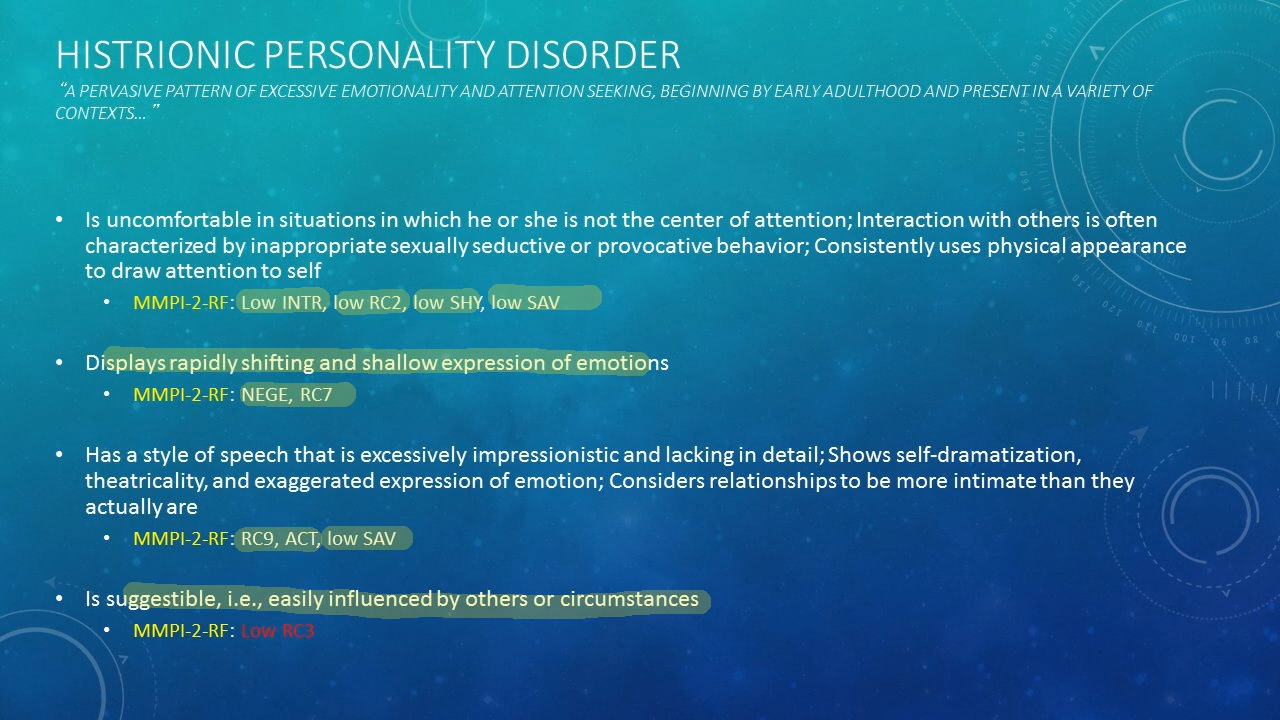 HISTRIONIC PERSONALITY DISORDER
“A PERVASIVE PATTERN OF EXCESSIVE EMOTIONALITY AND ATTENTION SEEKING, BEGINNING BY EARLY ADULTHOOD AND PRESENT IN A VARIETY OF
CONTEXTS…”
• Is uncomfortable in situations in which he or she is not the center of attention; Interaction with others is often
characterized by inappropriate sexually seductive or provocative behavior; Consistently uses physical appearance
to draw attention to self
• MMPI-2-RF: Low INTR, low RC2, low SHY, low SAV
• Displays rapidly shifting and shallow expression of emotions
• MMPI-2-RF: NEGE, RC7
• Has a style of speech that is excessively impressionistic and lacking in detail; Shows self-dramatization,
theatricality, and exaggerated expression of emotion; Considers relationships to be more intimate than they
actually are
• MMPI-2-RF: RC9, ACT, low SAV
• Is suggestible, i.e., easily influenced by others or circumstances
• MMPI-2-RF: Low RC3